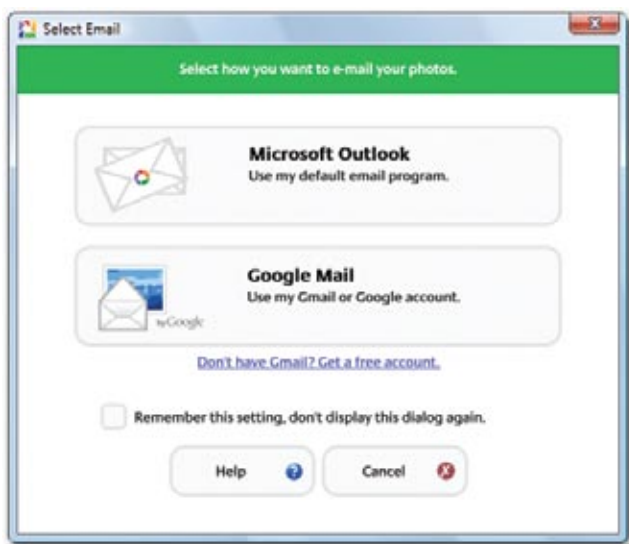 Select Email
Select how you want to e-mail your photos.
Microsoft Outlook
Use my default email program.
Google Mail
Use my Gmail or Google account.
by Google
Don't have Gmail? Get a free account.
Remember this setting, don't display this dialog again.
Help
Cancel